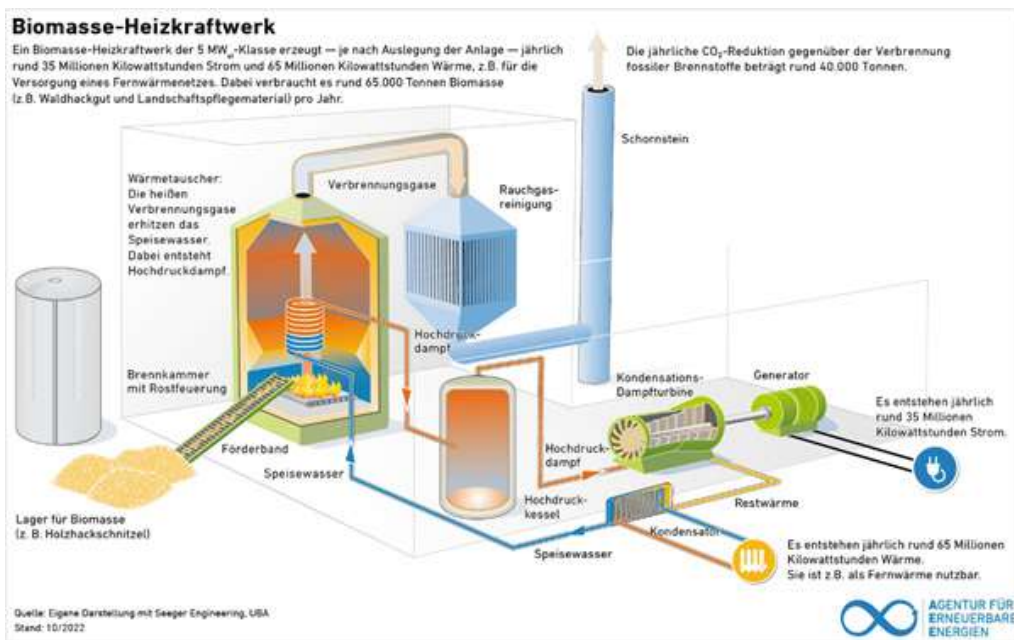 Biomasse-Heizkraftwerk
Ein Biomasse-Heizkraftwerk der 5 MWel-Klasse erzeugt — je nach Auslegung der Anlage — jährlich
rund 35 Millionen Kilowattstunden Strom und 65 Millionen Kilowattstunden Wärme, z.B. für die
Versorgung eines Fernwärmenetzes. Dabei verbraucht es rund 65.000 Tonnen Biomasse
(z.B. Waldhackgut und Landschaftspflegematerial) pro Jahr.
Die jährliche CO₂-Reduktion gegenüber der Verbrennung
fossiler Brennstoffe beträgt rund 40.000 Tonnen.
Schornstein
Wärmetauscher:
Die heißen
Verbrennungsgase
erhitzen das
Speisewasser.
Dabei entsteht
Hochdruckdampf.
Verbrennungsgase
Rauchgas-
reinigung
Hochdruck-
dampf
Brennkammer
mit Rostfeuerung
Kondensations-
Dampfturbine
Generator
Es entstehen jährlich
rund 35 Millionen
Kilowattstunden Strom.
Förderband
Speisewasser
Hochdruck-
dampf
Hochdruck-
kessel
Restwärme
Lager für Biomasse
(z. B. Holzhackschnitzel)
Kondensator
Speisewasser
Es entstehen jährlich rund 65 Millionen
Kilowattstunden Wärme.
Sie ist z.B. als Fernwärme nutzbar.
Quelle: Eigene Darstellung mit Seeger Engineering, UBA
Stand: 10/2022
AGENTUR FÜR
ERNEUERBARE
ENERGIEN